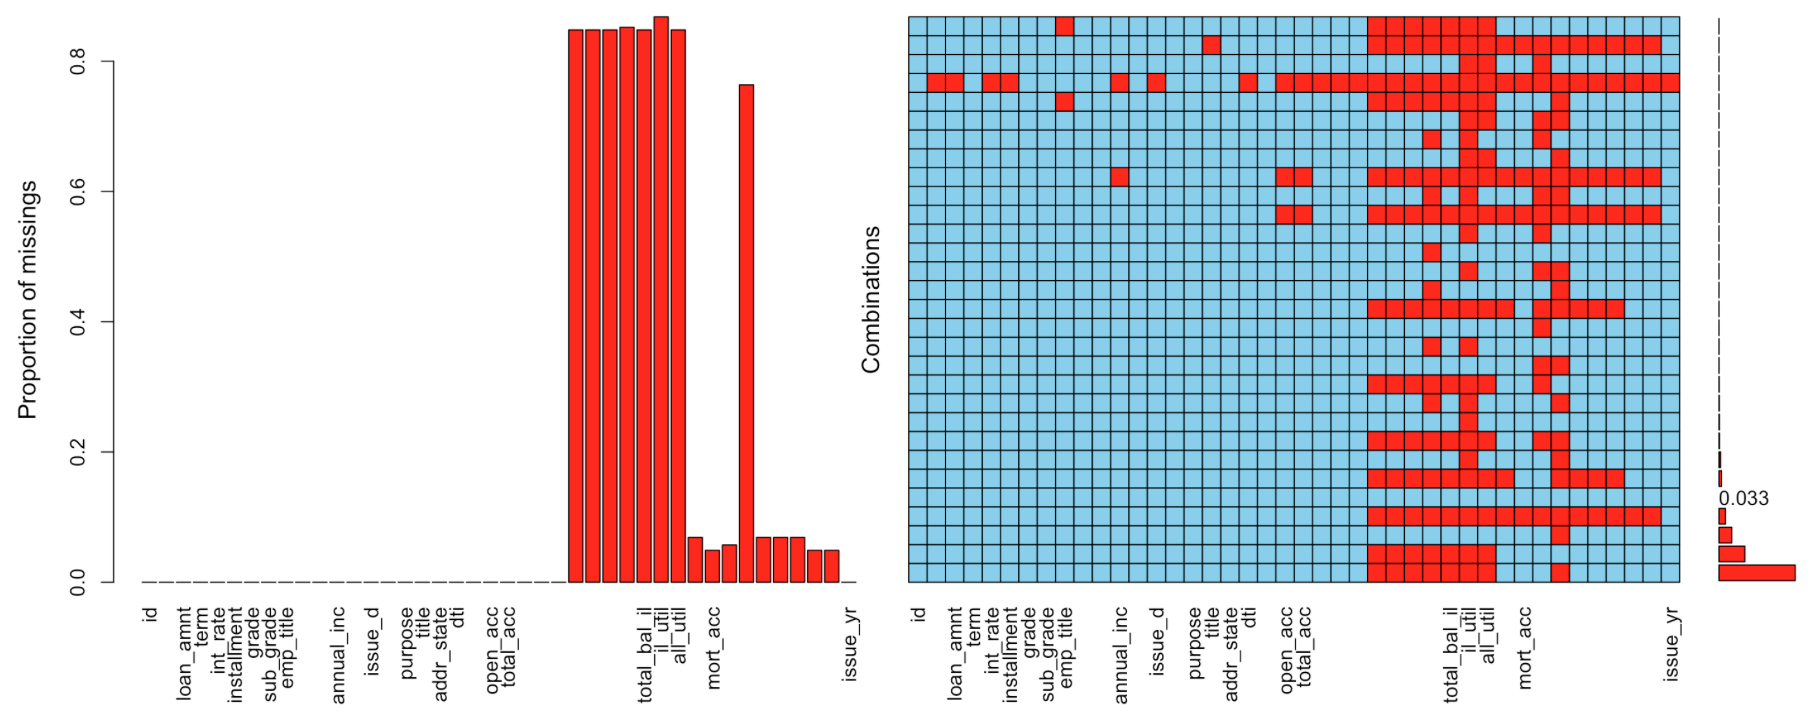 Proportion of missings
0.8
0.6
0.4
0.2
0.0
id
loan_amnt
term
int_rate
installment
grade
sub_grade
emp_title
annual_inc
issue_d
purpose
title
addr_state
dti
open_acc
total_acc
total_bal_il
il_util
all_util
mort_acc
issue_yr
Combinations
id
loan_amnt
term
int_rate
installment
grade
sub_grade
emp_title
annual_inc
issue_d
purpose
title
addr_state
dti
open_acc
total_acc
total_bal_il
il_util
all_util
mort_acc
issue_yr
0.033